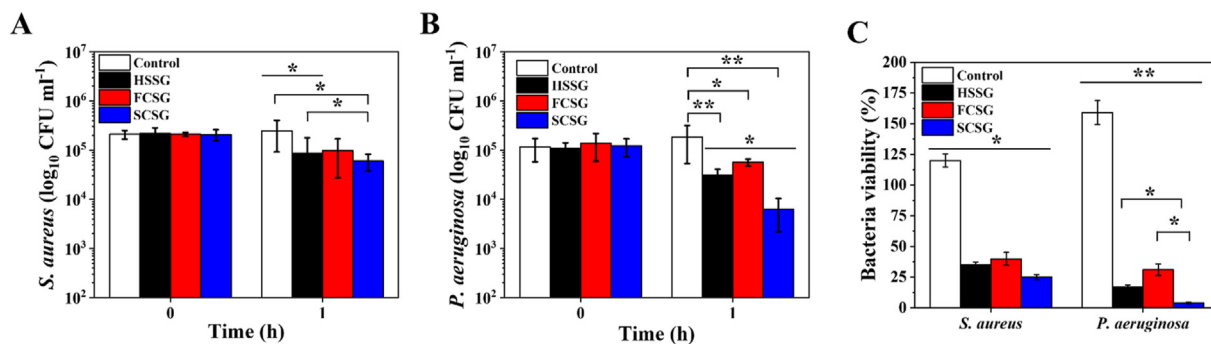 A
S. aureus (log10 CFU ml-1)
10^7
10^6
10^5
10^4
10^3
10^2
Control
HSSG
FCSG
SCSG
*
*
*
0
1
Time (h)
B
P. aeruginosa (log10 CFU ml-1)
10^7
10^6
10^5
10^4
10^3
10^2
Control
HSSG
FCSG
SCSG
**
*
**
*
0
1
Time (h)
C
Bacteria viability (%)
200
175
150
125
100
75
50
25
0
Control
HSSG
FCSG
SCSG
**
*
*
*
S. aureus
P. aeruginosa